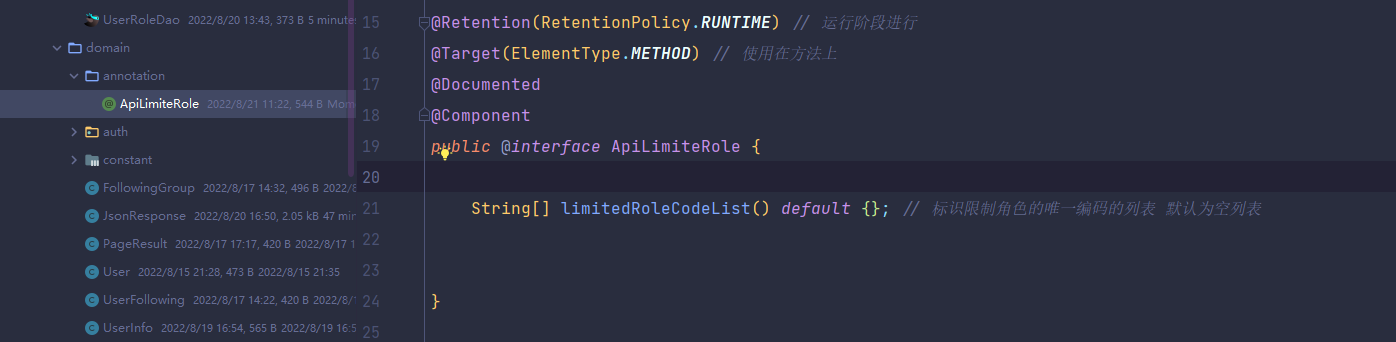 UserRoleDao 2022/8/20 13:43, 373 B 5 minute
domain
annotation
ApiLimiteRole 2022/8/21 11:22, 544 B Mom
auth
constant
FollowingGroup 2022/8/17 14:32, 496 B 2022/8/
JsonResponse 2022/8/20 16:50, 2.05 kB 47 min
PageResult 2022/8/17 17:17, 420 B 2022/8/17 1
User 2022/8/15 21:28, 473 B 2022/8/15 21:35
UserFollowing 2022/8/17 14:22, 420 B 2022/8/
UserInfo 2022/8/19 16:54, 565 B 2022/8/19 16:5
15 @Retention(RetentionPolicy.RUNTIME) // 运行阶段进行
16 @Target(ElementType.METHOD) // 使用在方法上
17 @Documented
18 @Component
19 public @interface ApiLimiteRole {
20
21 String[] limitedRoleCodeList() default {}; // 标识限制角色的唯一编码的列表 默认为空列表
22
23
24 }
25